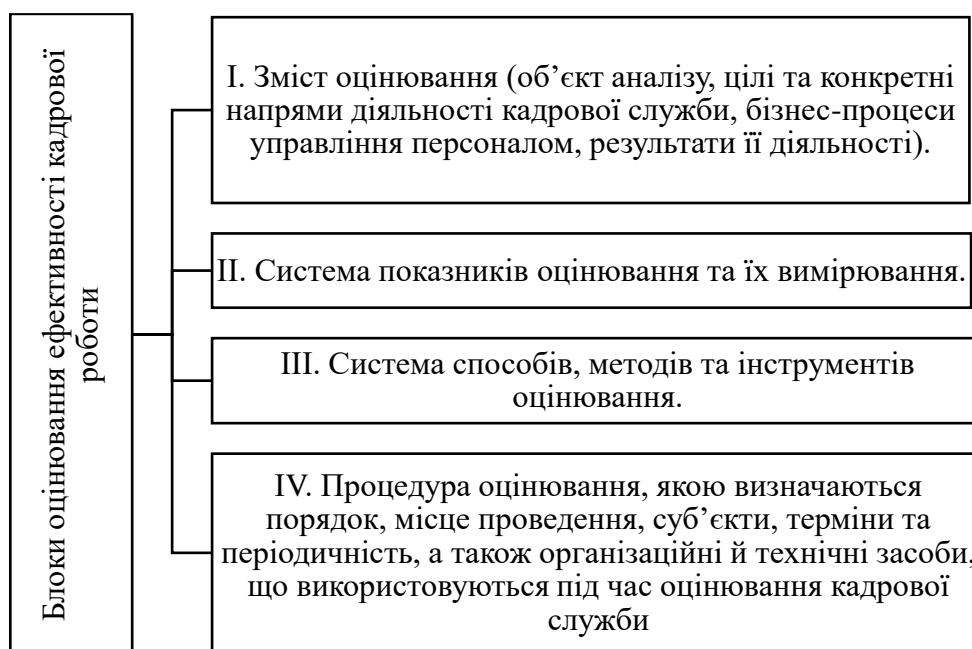 Блоки оцінювання ефективності кадрової
роботи
I. Зміст оцінювання (об’єкт аналізу, цілі та конкретні
напрями діяльності кадрової служби, бізнес-процеси
управління персоналом, результати її діяльності).
II. Система показників оцінювання та їх вимірювання.
III. Система способів, методів та інструментів
оцінювання.
IV. Процедура оцінювання, якою визначаються
порядок, місце проведення, суб’єкти, терміни та
періодичність, а також організаційні й технічні засоби,
що використовуються під час оцінювання кадрової
служби